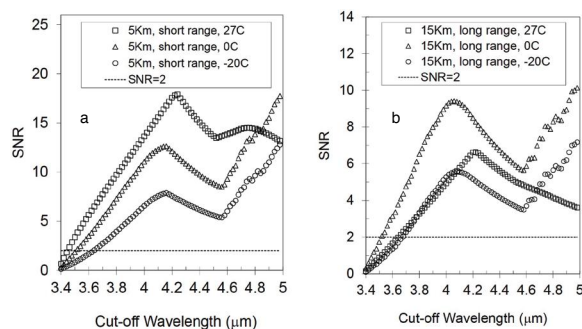 5Km, short range, 27C
5Km, short range, 0C
5Km, short range, -20C
SNR=2
25
20
15
10
5
0
SNR
a
3.4 3.6 3.8 4 4.2 4.4 4.6 4.8 5
Cut-off Wavelength (μm)
15Km, long range, 27C
15Km, long range, 0C
15Km, long range, -20C
SNR=2
14
12
10
8
6
4
2
0
SNR
b
3.4 3.6 3.8 4 4.2 4.4 4.6 4.8 5
Cut-off Wavelength (μm)